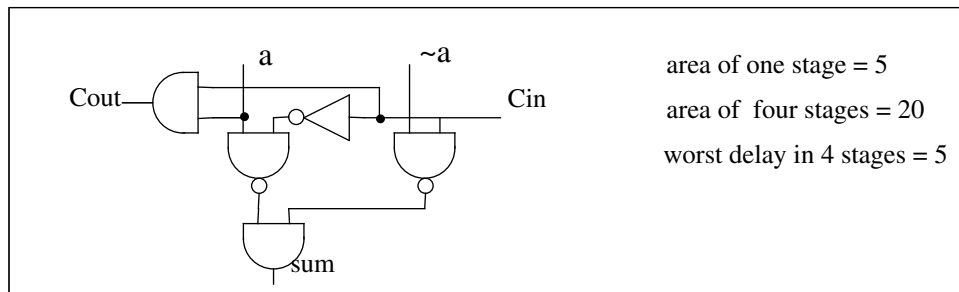 a
~a
Cout
Cin
sum
area of one stage = 5
area of  four stages = 20
worst delay in 4 stages = 5